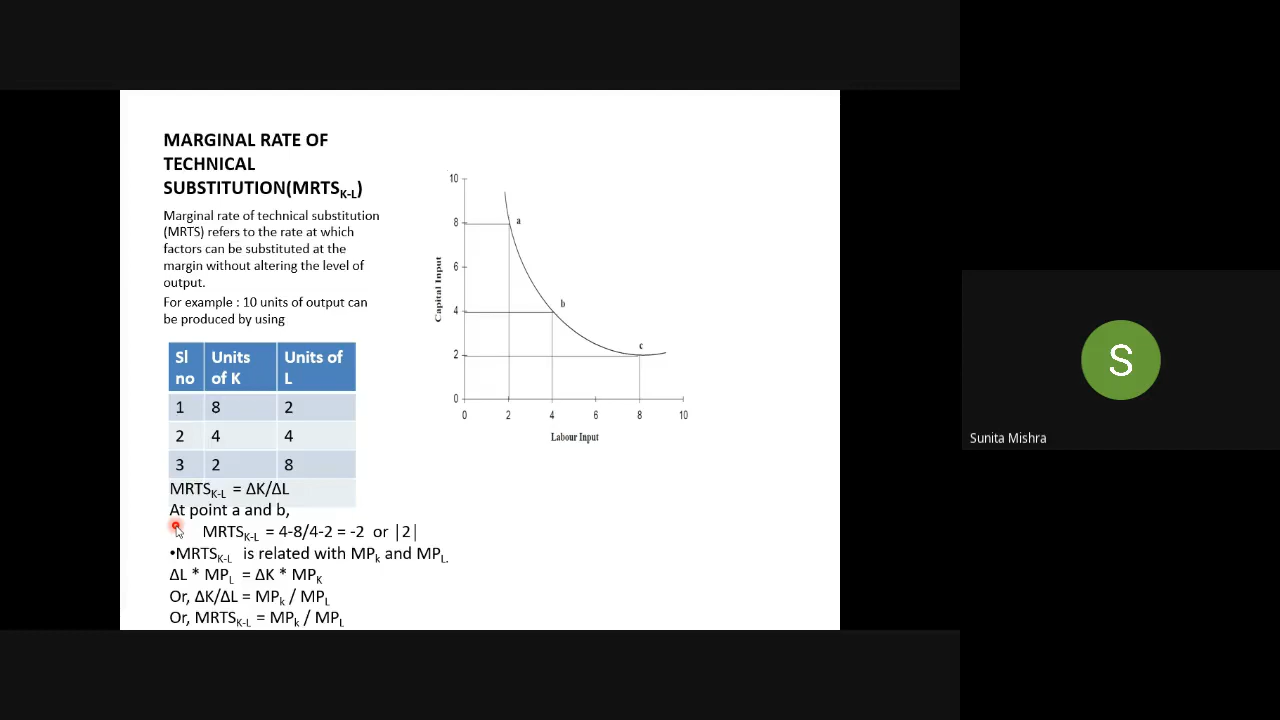 MARGINAL RATE OF
TECHNICAL
SUBSTITUTION(MRTSK-L)
Marginal rate of technical substitution
(MRTS) refers to the rate at which
factors can be substituted at the
margin without altering the level of
output.
For example : 10 units of output can
be produced by using
Sl no Units of K Units of L
1 8 2
2 4 4
3 2 8
MRTSK-L = ΔK/ΔL
At point a and b,
MRTSK-L = 4-8/4-2 = -2 or |2|
•MRTSK-L is related with MPk and MPL.
ΔL * MPL = ΔK * MPK
Or, ΔK/ΔL = MPk / MPL
Or, MRTSK-L = MPk / MPL
Capital Input
10
8
6
4
2
0
a
b
c
0 2 4 6 8 10
Labour Input
S
Sunita Mishra